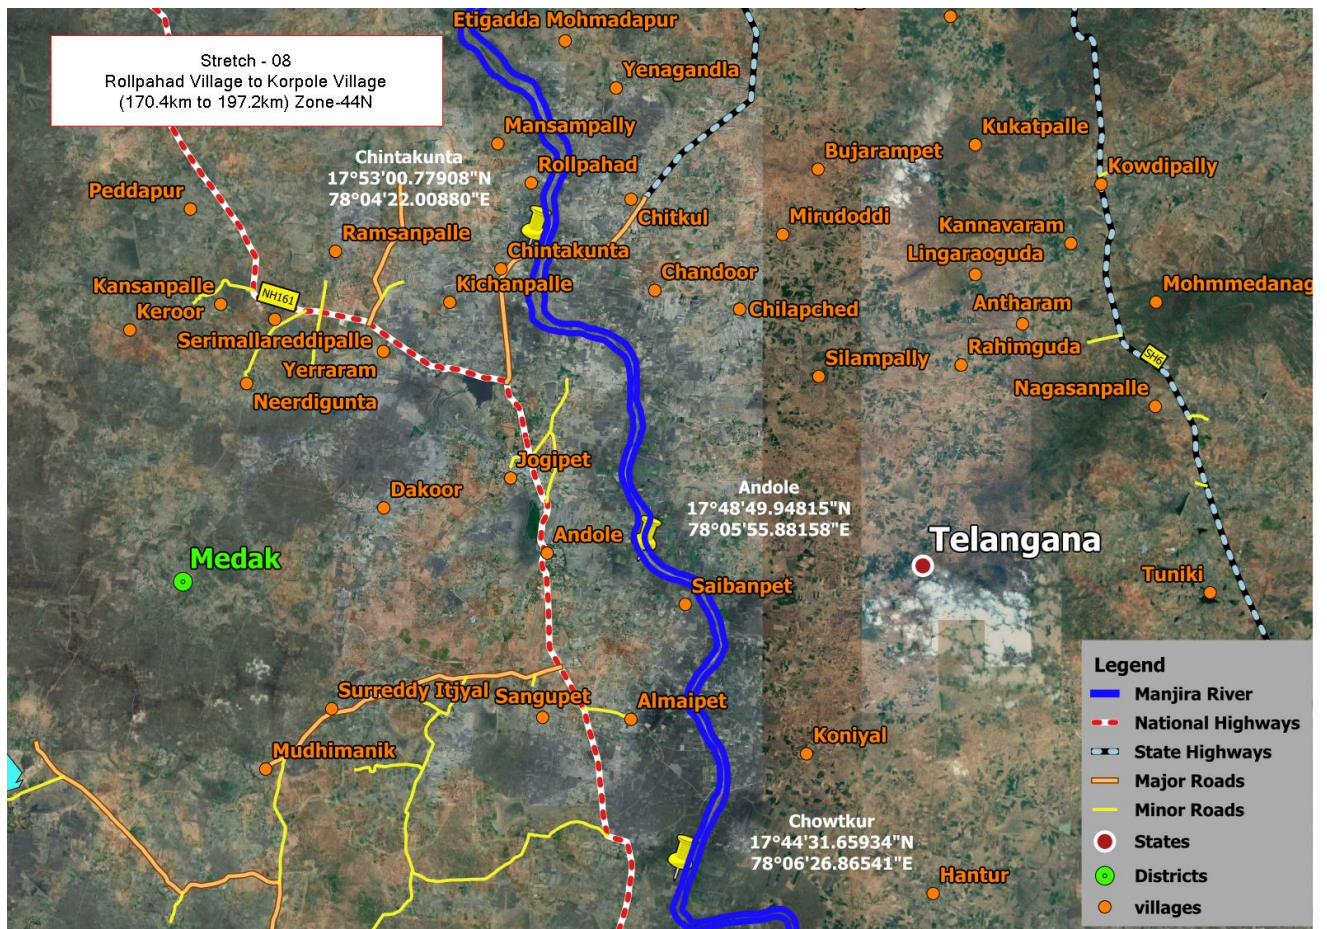 Etigadda Mohmadapur
Stretch - 08
Rollpahad Village to Korpole Village
(170.4km to 197.2km) Zone-44N
Yenagandla
Mansampally
Kukatpalle
Chintakunta
17°53'00.77908"N
78°04'22.00880"E
Rollpahad
Bujarampet
Kowdipally
Peddapur
Chitkul
Mirudoddi
Kannavaram
Ramsanpalle
Chintakunta
Lingaraoguda
Kansanpalle
NH161
Kichanpalle
Chandoor
Mohmmedanag
Keroor
Chilapched
Antharam
Serimallareddipalle
Silampally
Rahimguda
SH6
Yerraram
Nagasanpalle
Neerdigunta
Jogipet
Dakoor
Andole
17°48'49.94815"N
78°05'55.88158"E
Andole
Telangana
Medak
Saibanpet
Tuniki
Surreddy Itjyal
Sangupet
Almaipet
Mudhimanik
Koniyal
Chowtkur
17°44'31.65934"N
78°06'26.86541"E
Hantur
Legend
Manjira River
National Highways
State Highways
Major Roads
Minor Roads
States
Districts
villages